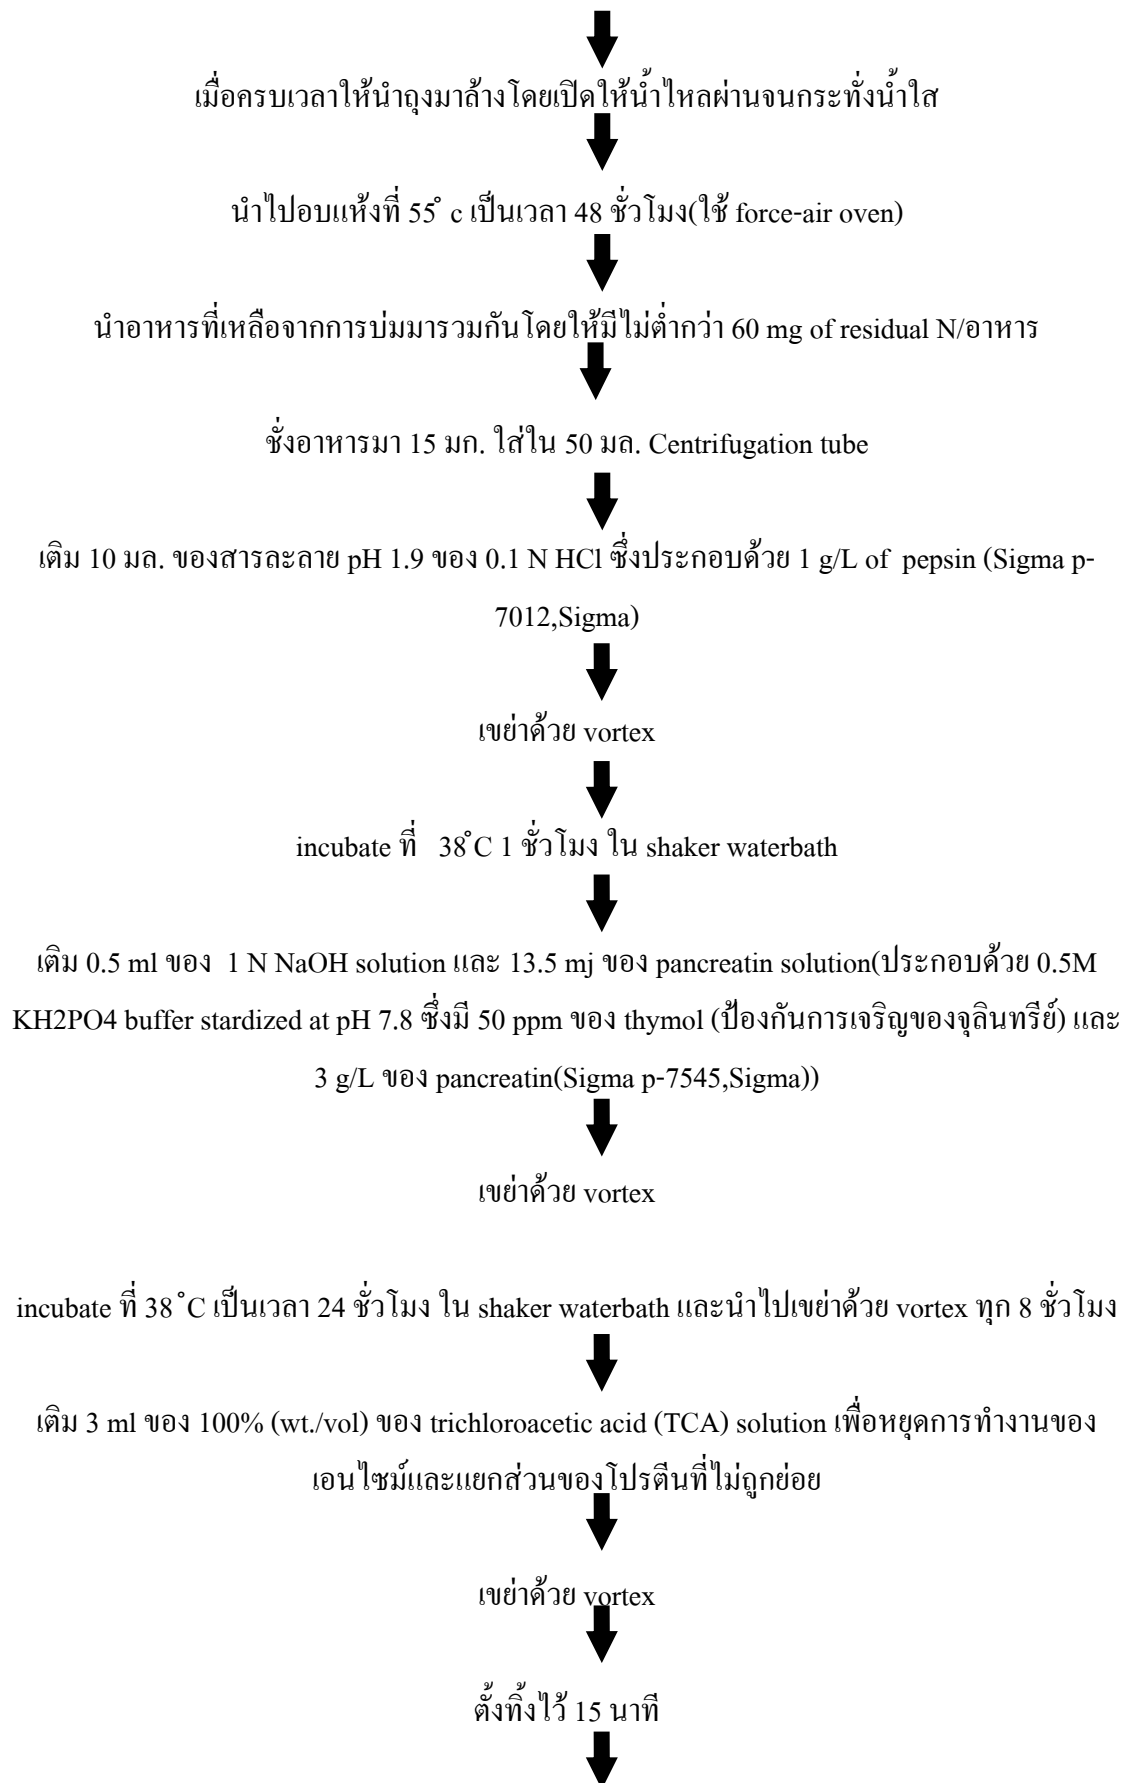 เมื่อครบเวลาให้นำถุงมาล้างโดยเปิดให้น้ำไหลผ่านจนกระทั่งน้ำใส
นำไปอบแห้งที่ 55 ํ c เป็นเวลา 48 ชั่วโมง(ใช้ force-air oven)
นำอาหารที่เหลือจากการบ่มมารวมกันโดยให้มีไม่ต่ำกว่า 60 mg of residual N/อาหาร
ชั่งอาหารมา 15 มก. ใส่ใน 50 มล. Centrifugation tube
เติม 10 มล. ของสารละลาย pH 1.9 ของ 0.1 N HCl ซึ่งประกอบด้วย 1 g/L of pepsin (Sigma p-
7012,Sigma)
เขย่าด้วย vortex
incubate ที่ 38 ํC 1 ชั่วโมง ใน shaker waterbath
เติม 0.5 ml ของ 1 N NaOH solution และ 13.5 mj ของ pancreatin solution(ประกอบด้วย 0.5M
KH2PO4 buffer stardized at pH 7.8 ซึ่งมี 50 ppm ของ thymol (ป้องกันการเจริญของจุลินทรีย์) และ
3 g/L ของ pancreatin(Sigma p-7545,Sigma))
เขย่าด้วย vortex
incubate ที่ 38 ํC เป็นเวลา 24 ชั่วโมง ใน shaker waterbath และนำไปเขย่าด้วย vortex ทุก 8 ชั่วโมง
เติม 3 ml ของ 100% (wt./vol) ของ trichloroacetic acid (TCA) solution เพื่อหยุดการทำงานของ
เอนไซม์และแยกส่วนของโปรตีนที่ไม่ถูกย่อย
เขย่าด้วย vortex
ตั้งทิ้งไว้ 15 นาที